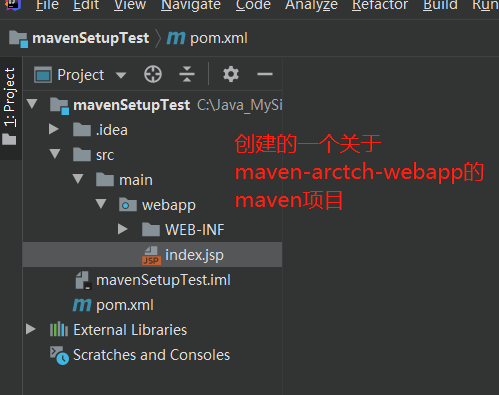 File Edit View Navigate Code Analyze Refactor Build Run
mavenSetupTest pom.xml
1: Project
Project
mavenSetupTest C:\Java_MySi
.idea
src
main
webapp
WEB-INF
JSP index.jsp
mavenSetupTest.iml
pom.xml
External Libraries
Scratches and Consoles
创建的一个关于
maven-arctch-webapp的
maven项目